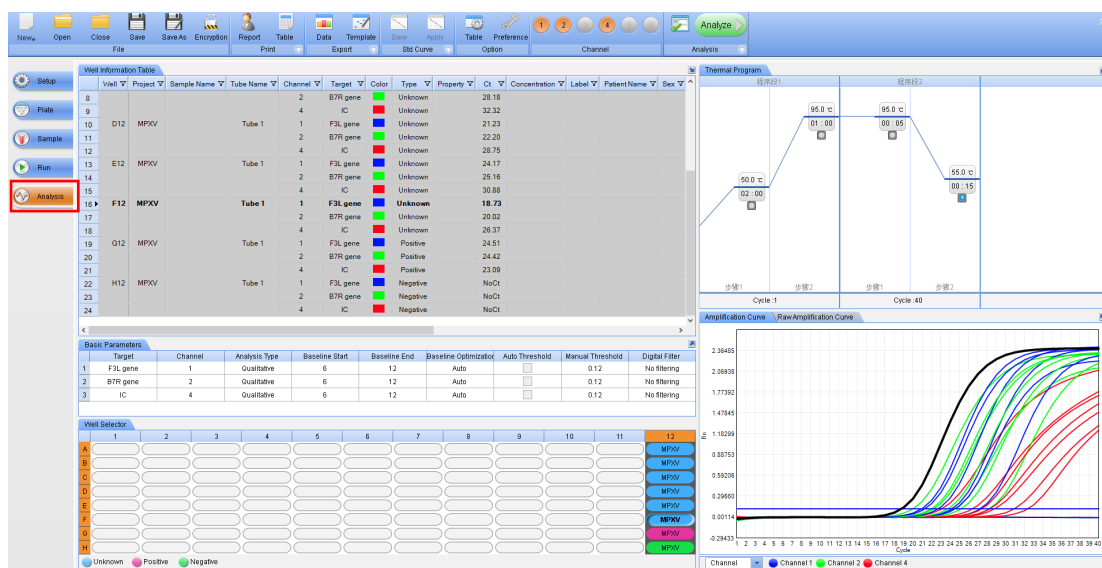 New Open Close Save Save As Encryption Report Table Data Template Save Apply Table Preference 1 2 4 Analyze
File Print Export Std Curve Option Channel Analysis
Setup
Plate
Sample
Run
Analysis
Well Information Table
Well Project Sample Name Tube Name Channel Target Color Type Property Ct Concentration Label Patient Name Sex
8 2 B7R gene Unknown 28.18
9 4 IC Unknown 32.32
10 D12 MPXV Tube 1 1 F3L gene Unknown 21.23
11 2 B7R gene Unknown 22.20
12 4 IC Unknown 28.75
13 E12 MPXV Tube 1 1 F3L gene Unknown 24.17
14 2 B7R gene Unknown 25.16
15 4 IC Unknown 30.88
16 F12 MPXV Tube 1 1 F3L gene Unknown 18.73
17 2 B7R gene Unknown 20.02
18 4 IC Unknown 26.37
19 G12 MPXV Tube 1 1 F3L gene Positive 24.51
20 2 B7R gene Positive 24.42
21 4 IC Positive 23.09
22 H12 MPXV Tube 1 1 F3L gene Negative NoCt
23 2 B7R gene Negative NoCt
24 4 IC Negative NoCt
Basic Parameters
Target Channel Analysis Type Baseline Start Baseline End Baseline Optimization Auto Threshold Manual Threshold Digital Filter
1 F3L gene 1 Qualitative 6 12 Auto 0.12 No filtering
2 B7R gene 2 Qualitative 6 12 Auto 0.12 No filtering
3 IC 4 Qualitative 6 12 Auto 0.12 No filtering
Well Selector
1 2 3 4 5 6 7 8 9 10 11 12
A MPXV
B MPXV
C MPXV
D MPXV
E MPXV
F MPXV
G MPXV
H MPXV
Unknown Positive Negative
Thermal Program
程序段1 程序段2
95.0 ℃ 95.0 ℃
01 : 00 00 : 05
55.0 ℃
50.0 ℃ 00 : 15
02 : 00
步骤1 步骤2 步骤1 步骤2
Cycle :1 Cycle :40
Amplification Curve Raw Amplification Curve
2.36485
2.06938
1.77392
1.47845
1.18299
Rn
0.88753
0.59206
0.29660
0.00114
-0.29433
1 2 3 4 5 6 7 8 9 10 11 12 13 14 15 16 17 18 19 20 21 22 23 24 25 26 27 28 29 30 31 32 33 34 35 36 37 38 39 40
Cycle
Channel Channel 1 Channel 2 Channel 4